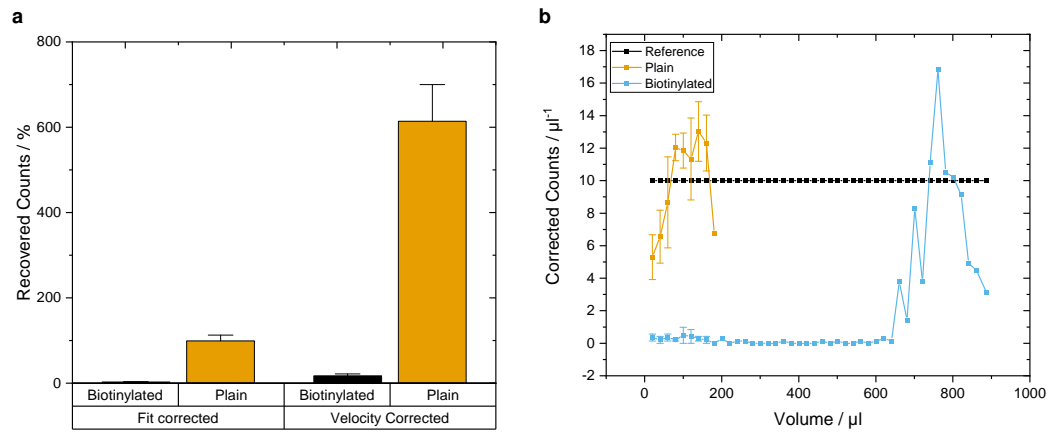 a
Recovered Counts / %
800
600
400
200
0
Biotinylated Plain Biotinylated Plain
Fit corrected Velocity Corrected
b
Corrected Counts / µl⁻¹
18
16
14
12
10
8
6
4
2
0
-2
Reference
Plain
Biotinylated
0 200 400 600 800 1000
Volume / µl